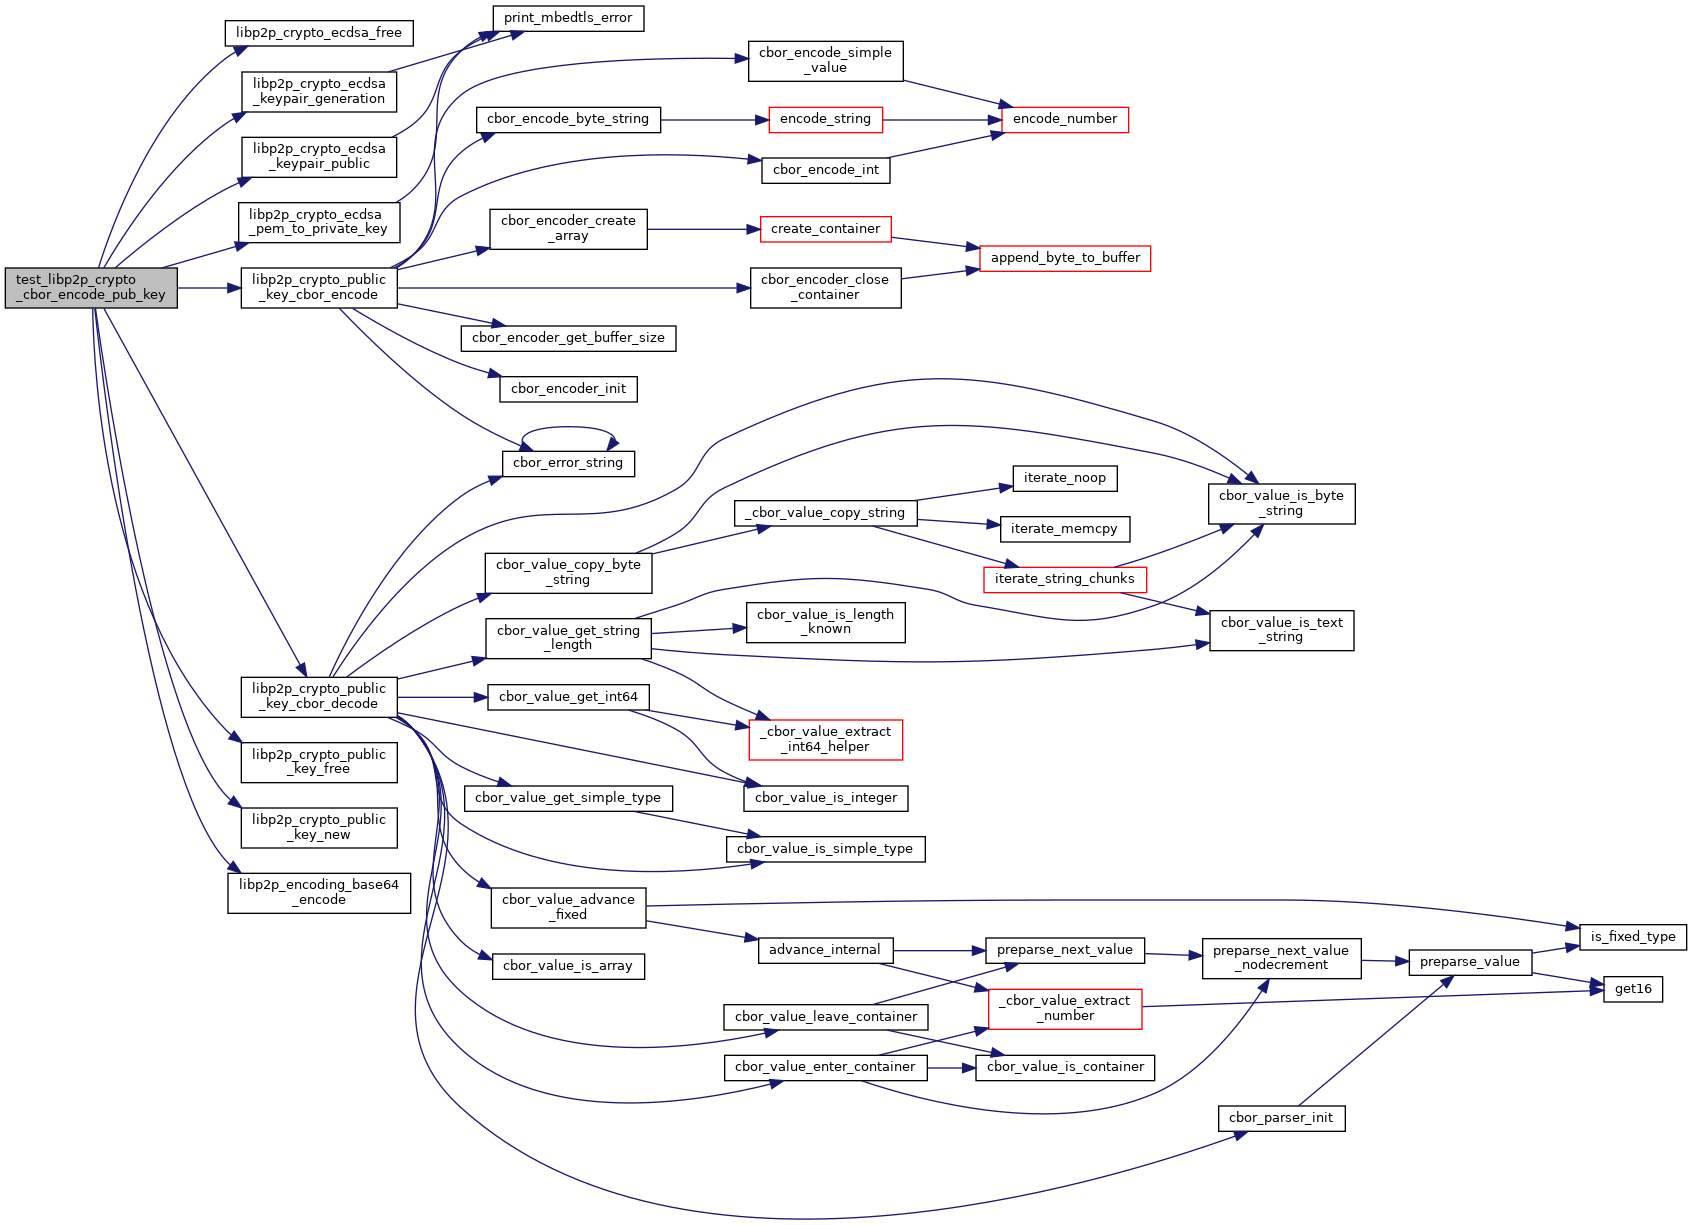 test_libp2p_crypto
_cbor_encode_pub_key
libp2p_crypto_ecdsa_free
libp2p_crypto_ecdsa
_keypair_generation
libp2p_crypto_ecdsa
_keypair_public
libp2p_crypto_ecdsa
_pem_to_private_key
libp2p_crypto_public
_key_cbor_encode
libp2p_crypto_public
_key_cbor_decode
libp2p_crypto_public
_key_free
libp2p_crypto_public
_key_new
libp2p_encoding_base64
_encode
print_mbedtls_error
cbor_encode_byte_string
cbor_encoder_create
_array
cbor_encoder_get_buffer_size
cbor_encoder_init
cbor_error_string
cbor_value_copy_byte
_string
cbor_value_get_string
_length
cbor_value_get_int64
cbor_value_get_simple_type
cbor_value_advance
_fixed
cbor_value_is_array
cbor_encode_simple
_value
encode_string
cbor_encode_int
create_container
cbor_encoder_close
_container
_cbor_value_copy_string
cbor_value_is_length
_known
_cbor_value_extract
_int64_helper
cbor_value_is_integer
cbor_value_is_simple_type
advance_internal
cbor_value_leave_container
cbor_value_enter_container
encode_number
append_byte_to_buffer
iterate_noop
iterate_memcpy
iterate_string_chunks
preparse_next_value
_cbor_value_extract
_number
cbor_value_is_container
cbor_value_is_byte
_string
cbor_value_is_text
_string
preparse_next_value
_nodecrement
cbor_parser_init
preparse_value
is_fixed_type
get16